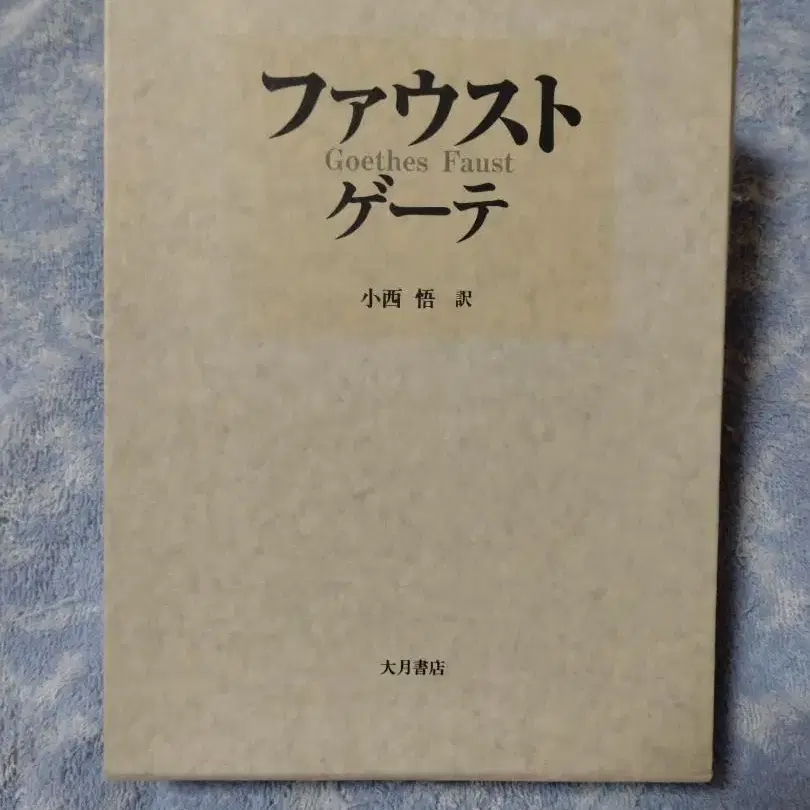 ファウスト
Goethes Faust
ゲーテ
小西 悟 訳
大月書店